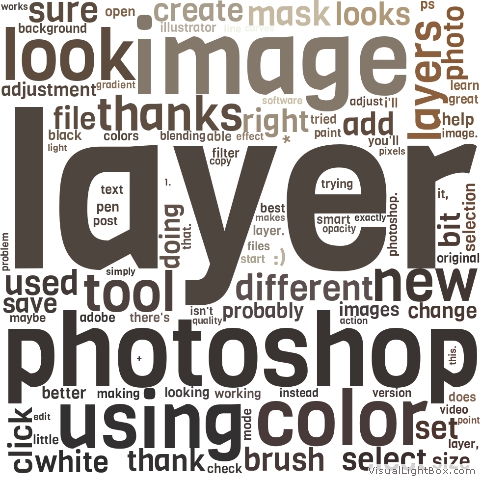 works sure open create mask looks ps
background illustrator line curves photo
look image layers
adjustment gradient software adjust i'll learn
great
file thanks right tried add help
black colors blending able effect * paint you'll image.
light filter pixels
copy
layer
text 1. trying it,
pen best smart exactly photoshop. bit selection
post doing that. makes opacity
layer.
files original
problem simply start :)
used tool different new
save
maybe adobe there's isn't probably images change
quality action
photoshop
+ this.
better making looking working instead version does
click edit using mode color video
point
little set
layer,
white thank check brush select size
VisualLightBox.com